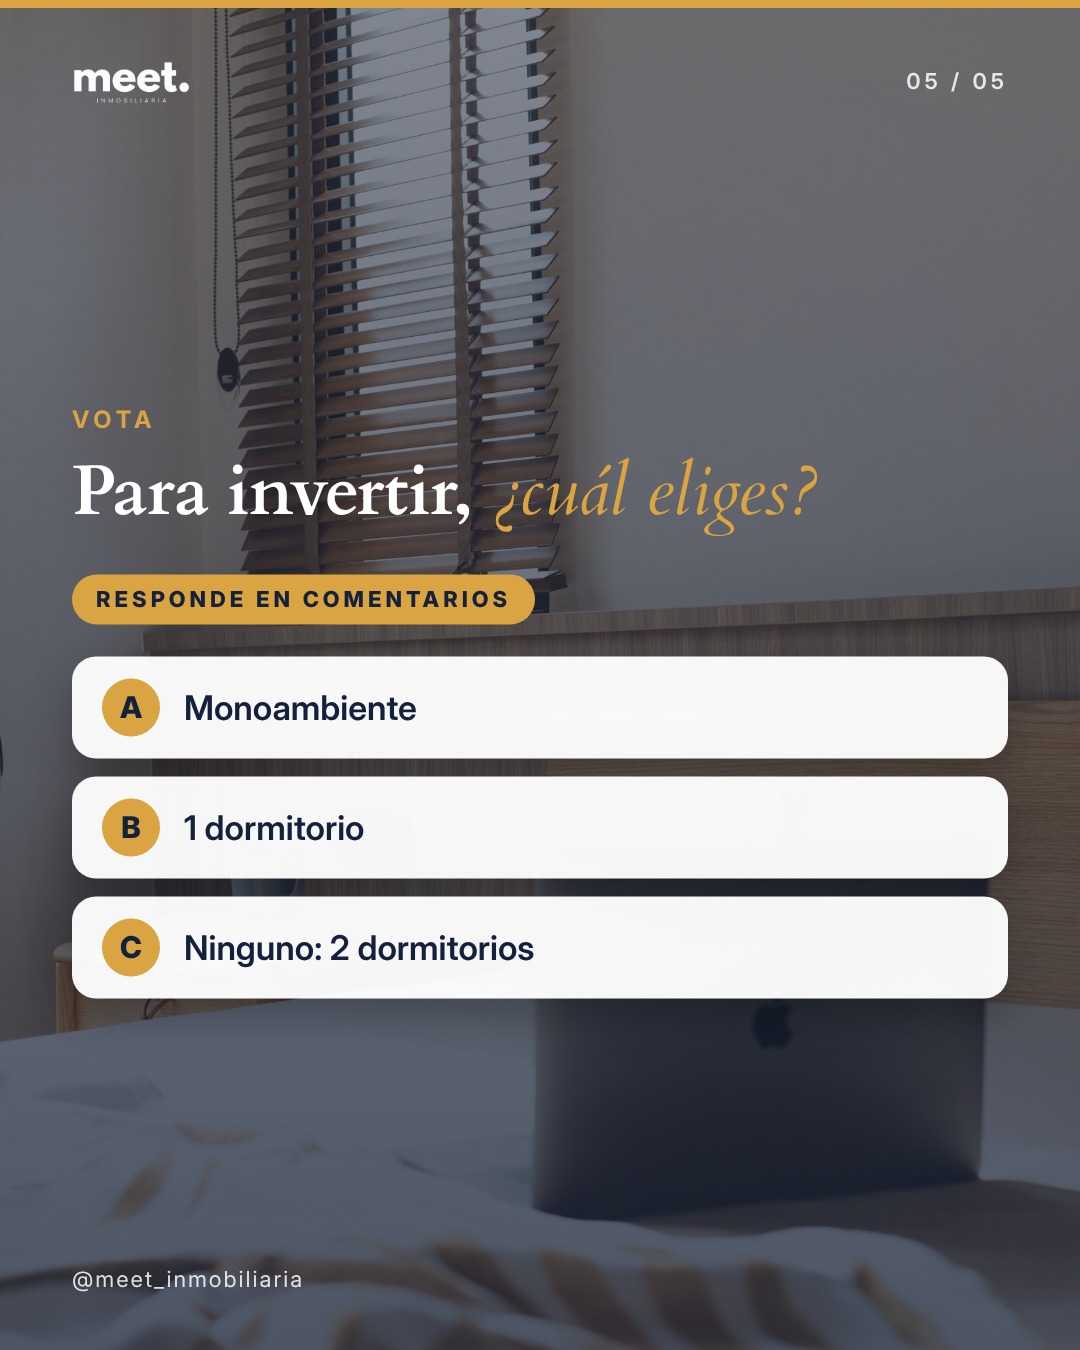 meet.
INMOBILIARIA
05 / 05
VOTA
Para invertir, ¿cuál eliges?
RESPONDE EN COMENTARIOS
A Monoambiente
B 1 dormitorio
C Ninguno: 2 dormitorios
@meet_inmobiliaria